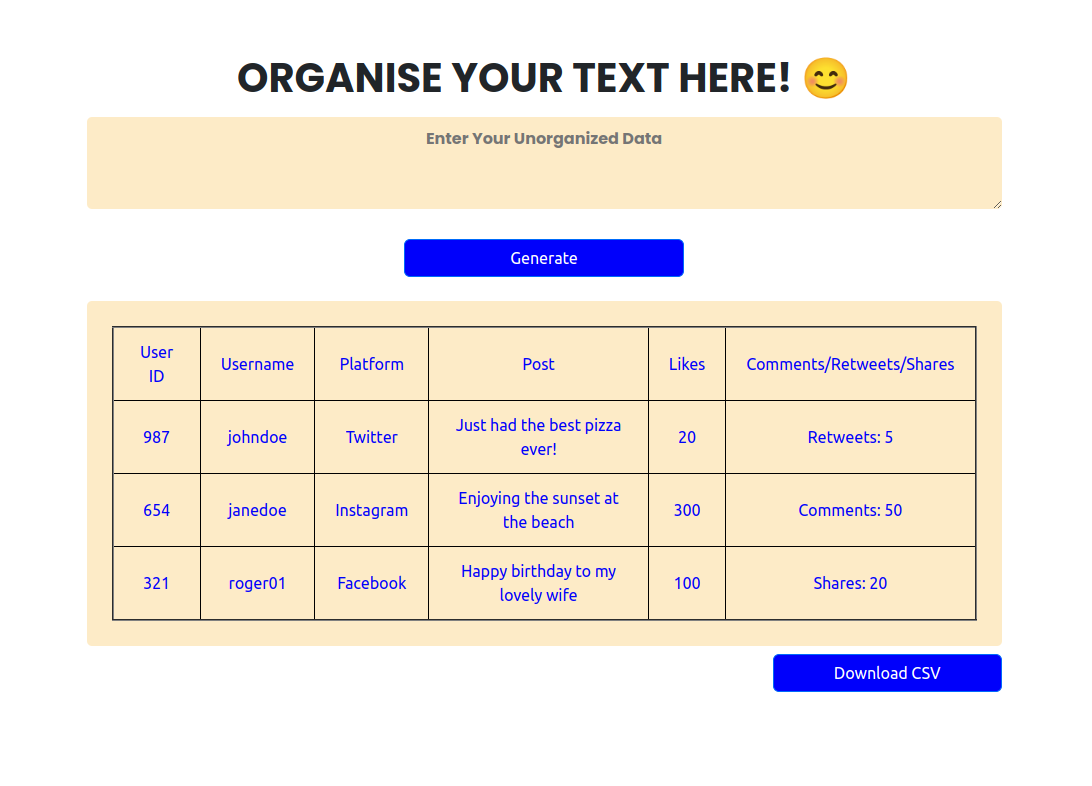 ORGANISE YOUR TEXT HERE! 😊
Enter Your Unorganized Data
Generate
User ID Username Platform Post Likes Comments/Retweets/Shares
987 johndoe Twitter Just had the best pizza ever! 20 Retweets: 5
654 janedoe Instagram Enjoying the sunset at the beach 300 Comments: 50
321 roger01 Facebook Happy birthday to my lovely wife 100 Shares: 20
Download CSV